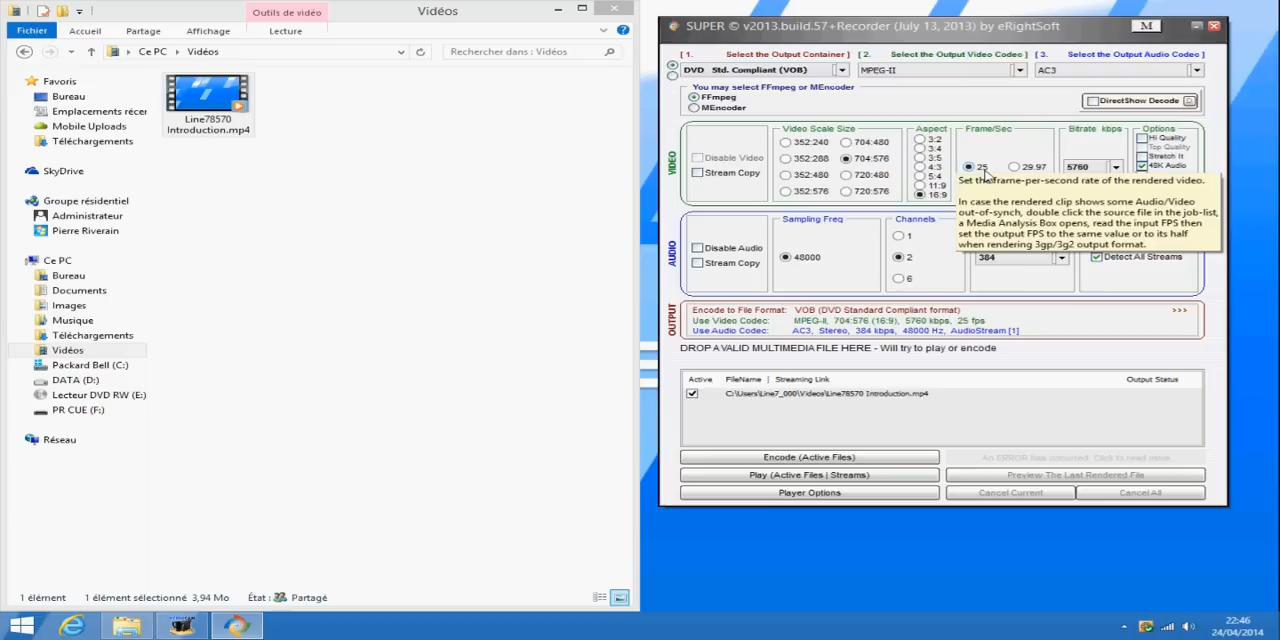 Outils de vidéo
Vidéos
Fichier
Accueil
Partage
Affichage
Lecture
Ce PC
Vidéos
Rechercher dans : Vidéos
Favoris
Bureau
Emplacements récen
Mobile Uploads
Téléchargements
SkyDrive
Groupe résidentiel
Administrateur
Pierre Riverain
Ce PC
Bureau
Documents
Images
Musique
Téléchargements
Vidéos
Packard Bell (C:)
DATA (D:)
Lecteur DVD RW (E:)
PR CUE (F:)
Réseau
Line78570
Introduction.mp4
1 élément
1 élément sélectionné 3,94 Mo
État :
Partagé
SUPER © v2013.build.57+Recorder (July 13, 2013) by eRightSoft
M
[ 1. Select the Output Container ]
[ 2. Select the Output Video Codec ]
[ 3. Select the Output Audio Codec ]
DVD Std. Compliant (VOB)
MPEG-II
AC3
You may select FFmpeg or MEncoder
FFmpeg
MEncoder
DirectShow Decode
VIDEO
Disable Video
Stream Copy
Video Scale Size
352:240
704:480
352:288
704:576
352:480
720:480
352:576
720:576
Aspect
3:2
3:4
3:5
4:3
5:4
11:9
16:9
Frame/Sec
25
29.97
Bitrate kbps
5760
Options
Hi Quality
Top Quality
Stretch It
48K Audio
Set the frame-per-second rate of the rendered video.
In case the rendered clip shows some Audio/Video
out-of-synch, double click the source file in the job-list,
a Media Analysis Box opens, read the input FPS then
set the output FPS to the same value or to its half
when rendering 3gp/3g2 output format.
AUDIO
Disable Audio
Stream Copy
Sampling Freq
48000
Channels
1
2
6
384
Detect All Streams
OUTPUT
Encode to File Format: VOB (DVD Standard Compliant format)
>>>
Use Video Codec: MPEG-II, 704:576 (16:9), 5760 kbps, 25 fps
Use Audio Codec: AC3, Stereo, 384 kbps, 48000 Hz, AudioStream [1]
DROP A VALID MULTIMEDIA FILE HERE - Will try to play or encode
Active
FileName | Streaming Link
Output Status
C:\Users\Line7_000\Videos\Line78570 Introduction.mp4
Encode (Active Files)
An ERROR has occurred. Click to read more
Play (Active Files | Streams)
Preview The Last Rendered File
Player Options
Cancel Current
Cancel All
22:46
24/04/2014